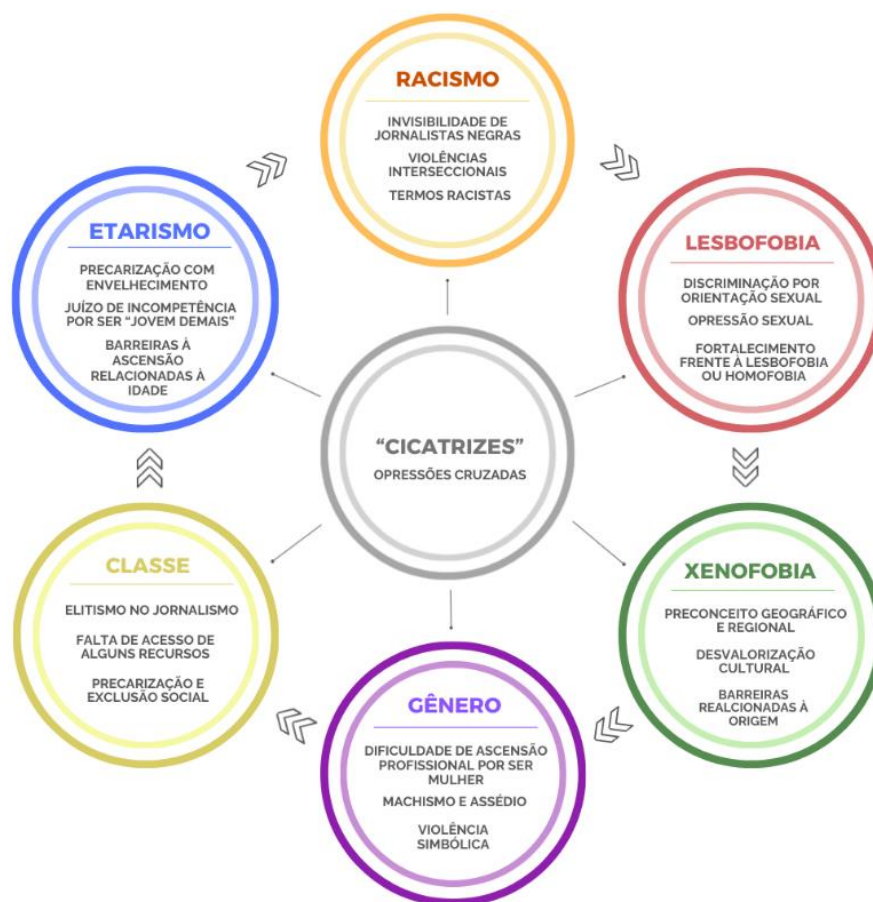 RACISMO
INVISIBILIDADE DE
JORNALISTAS NEGRAS
VIOLÊNCIAS
INTERSECCIONAIS
TERMOS RACISTAS
ETARISMO
PRECARIZAÇÃO COM
ENVELHECIMENTO
JUÍZO DE INCOMPETÊNCIA
POR SER “JOVEM DEMAIS”
BARREIRAS À
ASCENSÃO
RELACIONADAS À
IDADE
LESBOFOBIA
DISCRIMINAÇÃO POR
ORIENTAÇÃO SEXUAL
OPRESSÃO SEXUAL
FORTALECIMENTO
FRENTE À LESBOFOBIA
OU HOMOFOBIA
“CICATRIZES”
OPRESSÕES CRUZADAS
CLASSE
ELITISMO NO JORNALISMO
FALTA DE ACESSO DE
ALGUNS RECURSOS
PRECARIZAÇÃO E
EXCLUSÃO SOCIAL
XENOFOBIA
PRECONCEITO GEOGRÁFICO
E REGIONAL
DESVALORIZAÇÃO
CULTURAL
BARREIRAS
REALCIONADAS À
ORIGEM
GÊNERO
DIFICULDADE DE ASCENSÃO
PROFISSIONAL POR SER
MULHER
MACHISMO E ASSÉDIO
VIOLÊNCIA
SIMBÓLICA